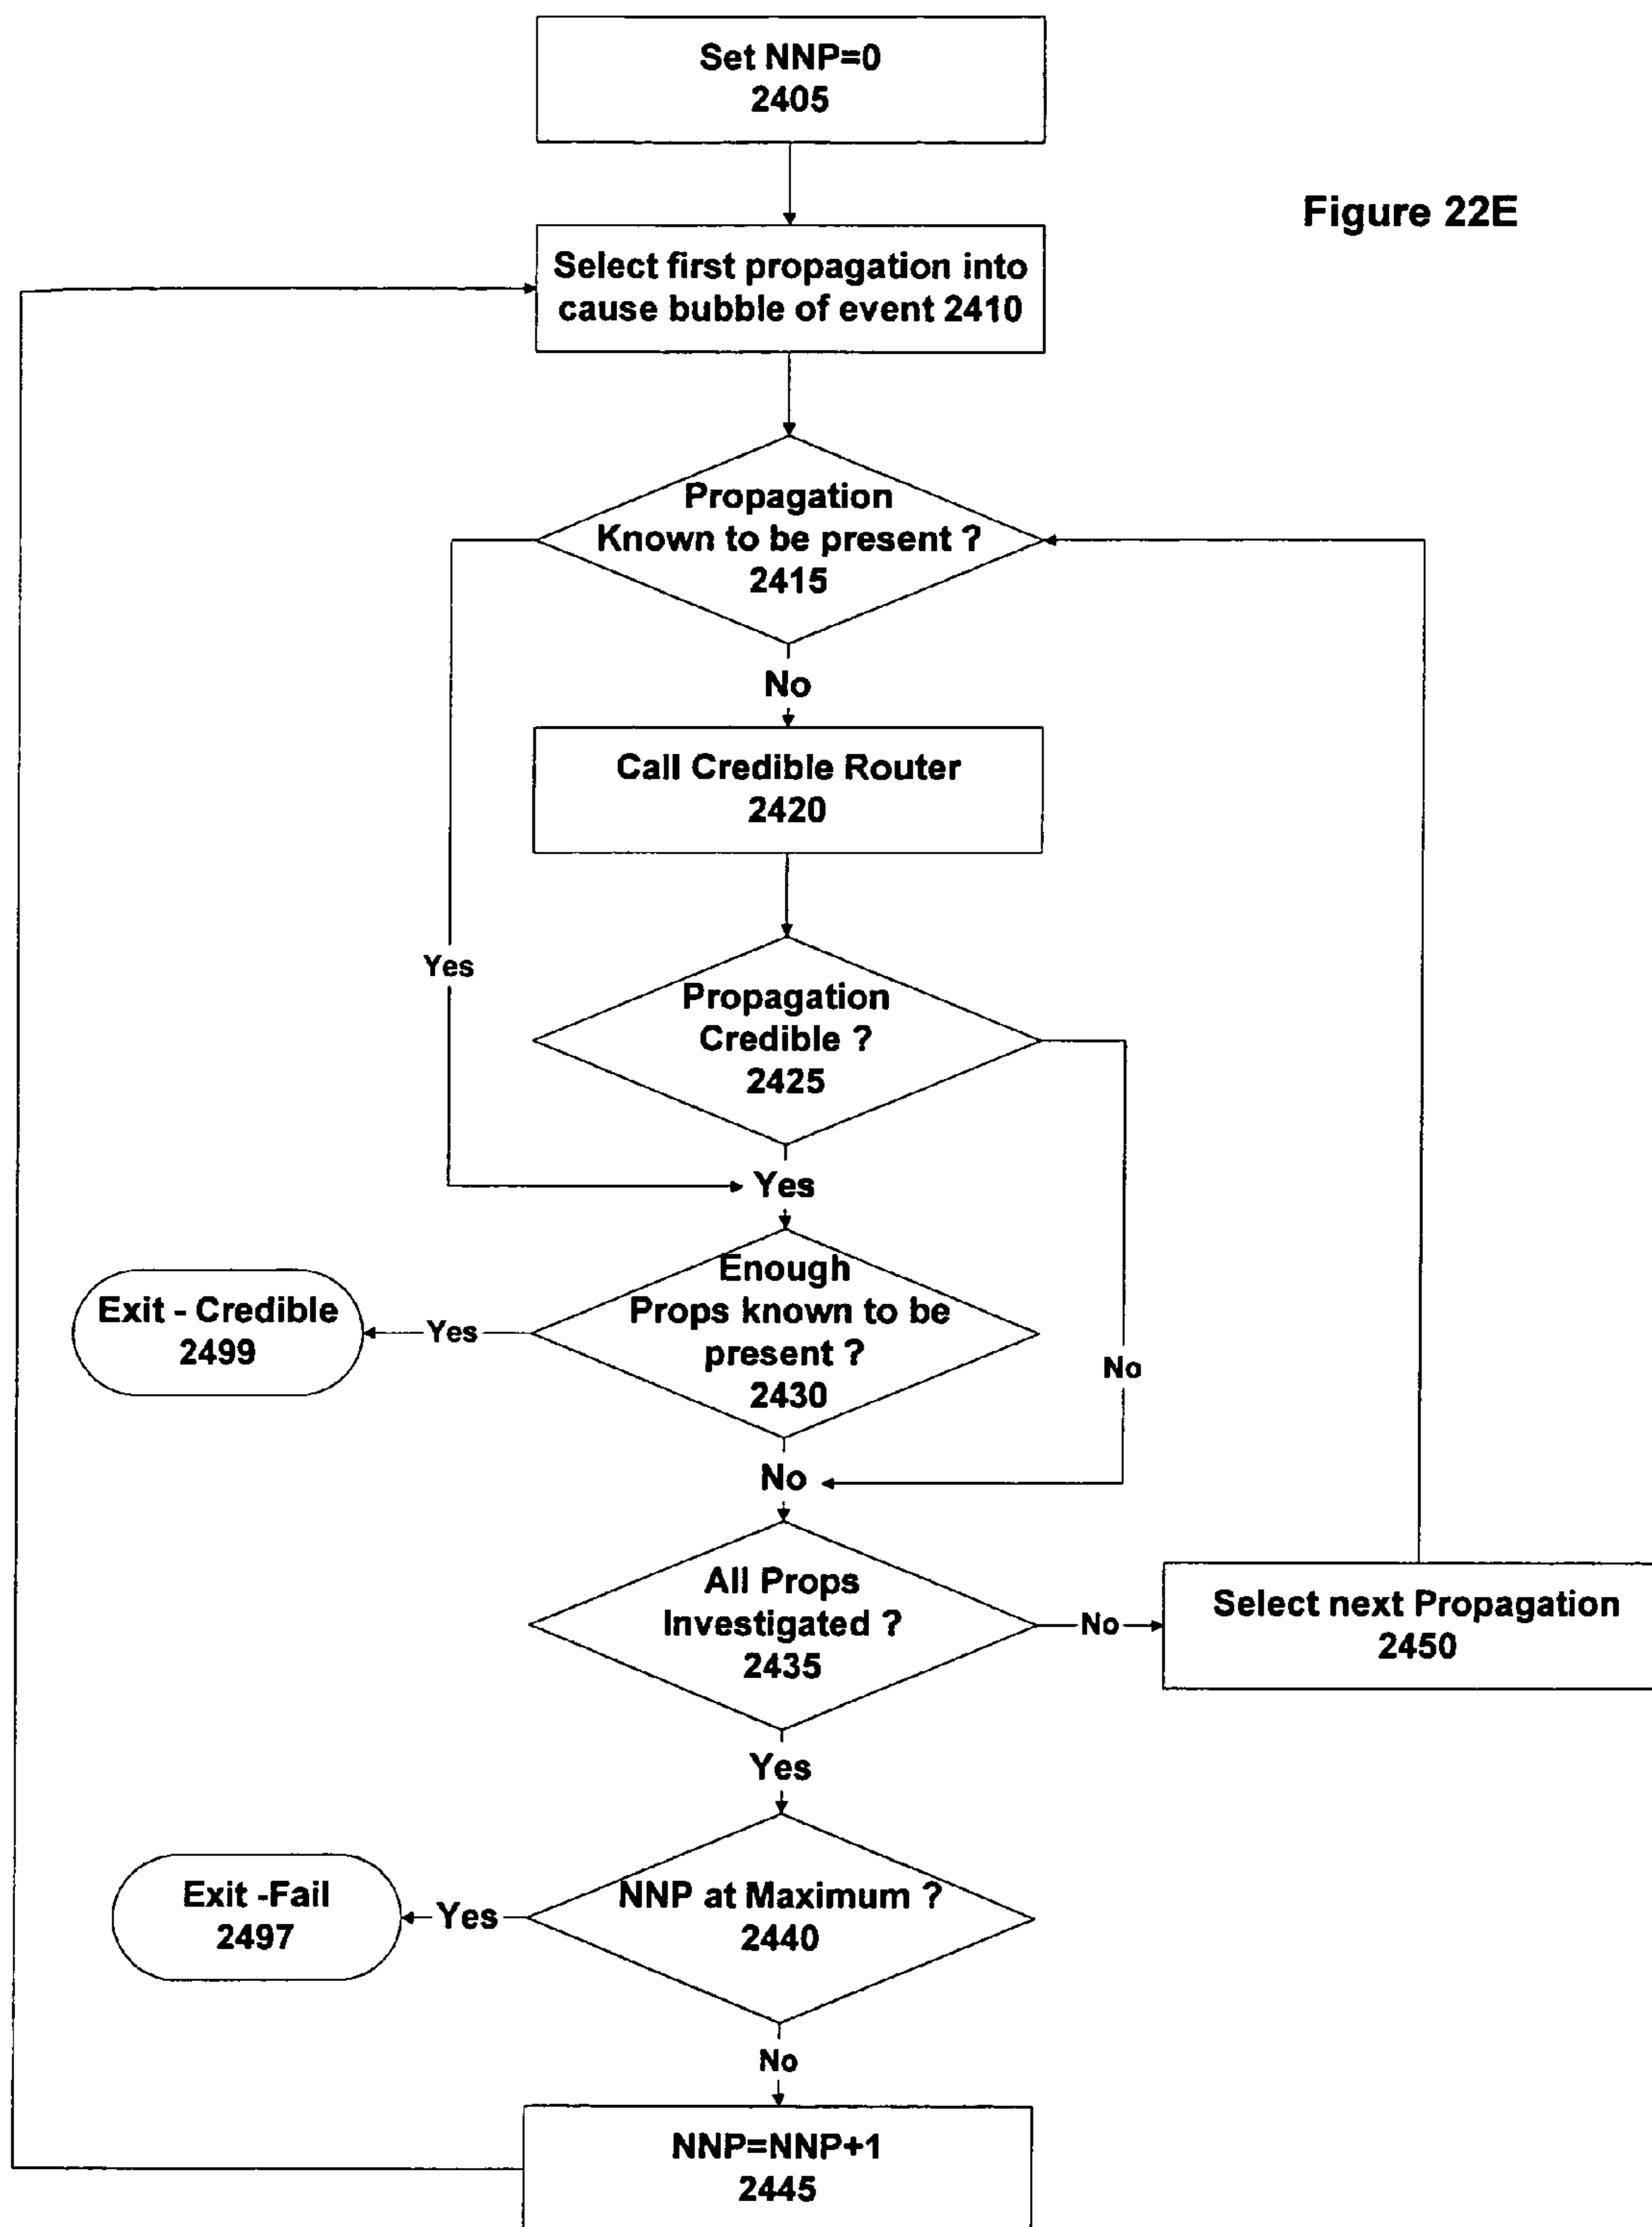 Set NNP=0
2405
Figure 22E
Select first propagation into
cause bubble of event 2410
Propagation
Known to be present ?
2415
No
Call Credible Router
2420
Yes
Propagation
Credible ?
2425
Yes
Enough
Props known to be
present ?
2430
Yes
Exit - Credible
2499
No
No
All Props
Investigated ?
2435
No
Select next Propagation
2450
Yes
NNP at Maximum ?
2440
Yes
Exit -Fail
2497
No
NNP=NNP+1
2445